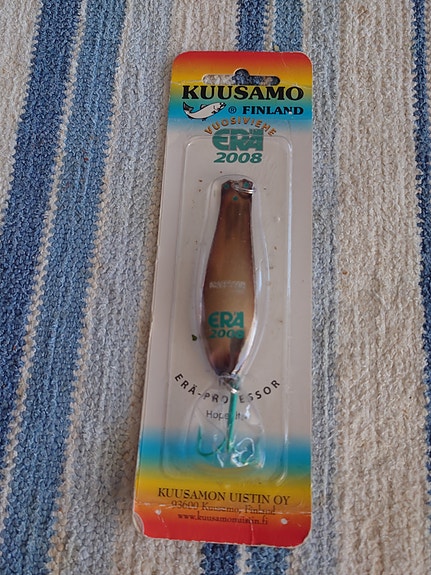 KUUSAMO
® FINLAND
VUOSIVIEHE
ERÄ
2008
ERÄ
2008
ERÄ-PROFESSOR
KUUSAMON UISTIN OY
93600 Kuusamo, Finland
www.kuusamonuistin.fi